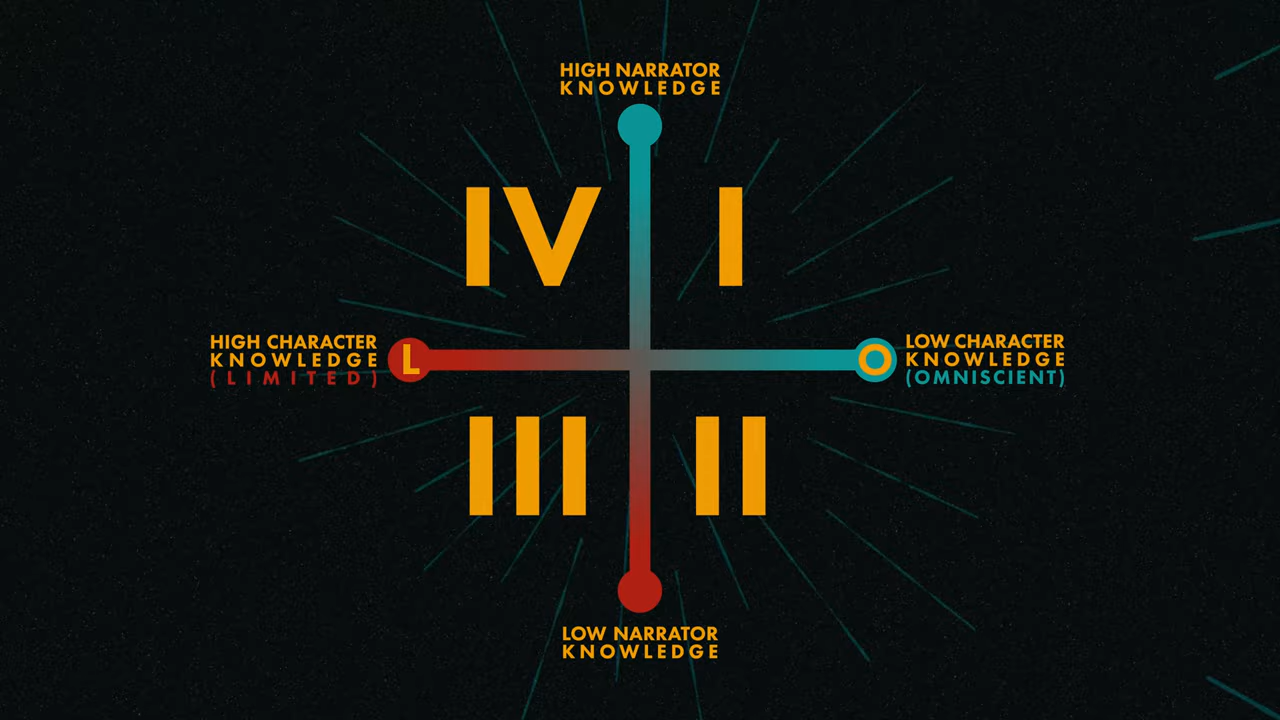 HIGH NARRATOR
KNOWLEDGE
IV
I
HIGH CHARACTER
KNOWLEDGE
(LIMITED)
L
O
LOW CHARACTER
KNOWLEDGE
(OMNISCIENT)
III
II
LOW NARRATOR
KNOWLEDGE